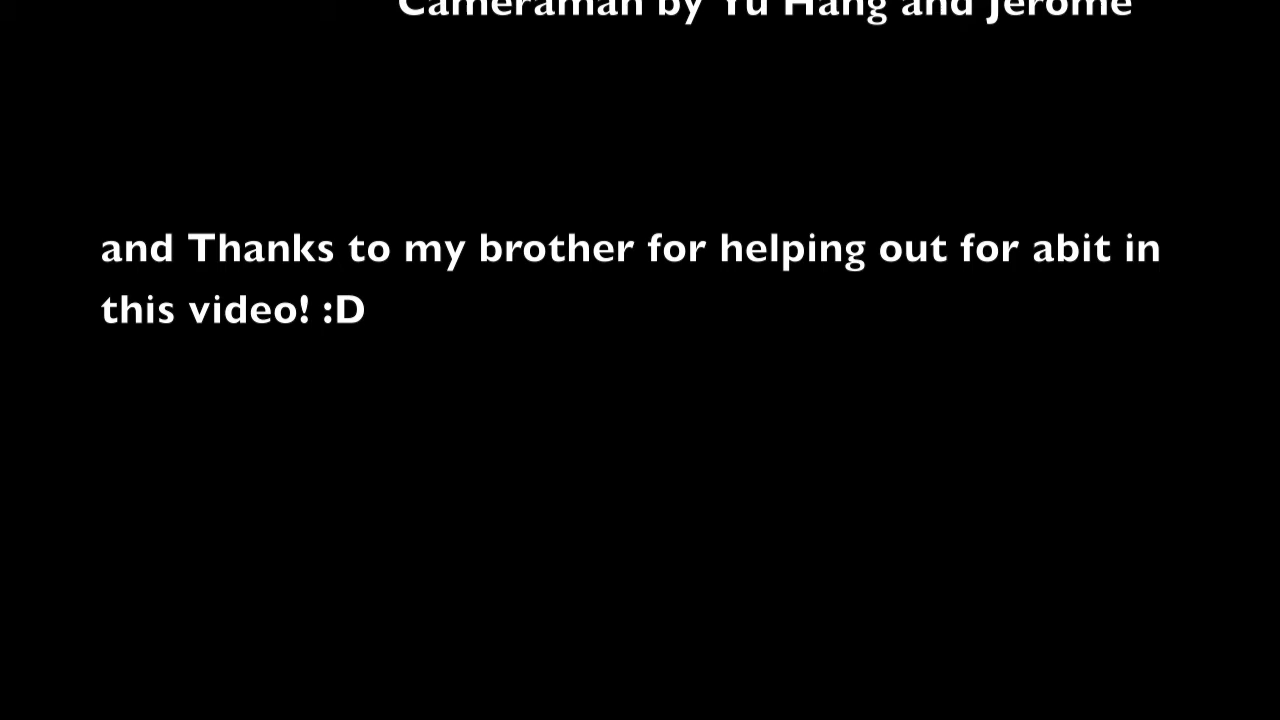 Cameraman by Yu Hang and Jerome
and Thanks to my brother for helping out for abit in
this video! :D